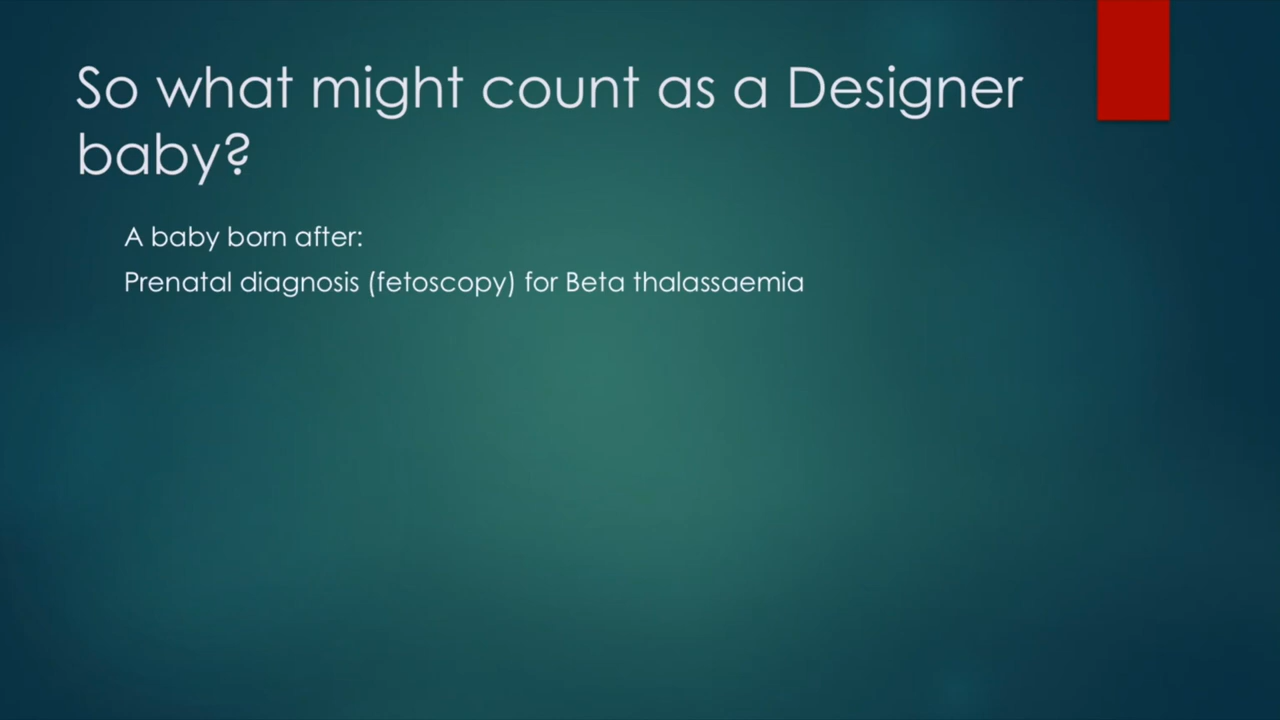 So what might count as a Designer
baby?
A baby born after:
Prenatal diagnosis (fetoscopy) for Beta thalassaemia